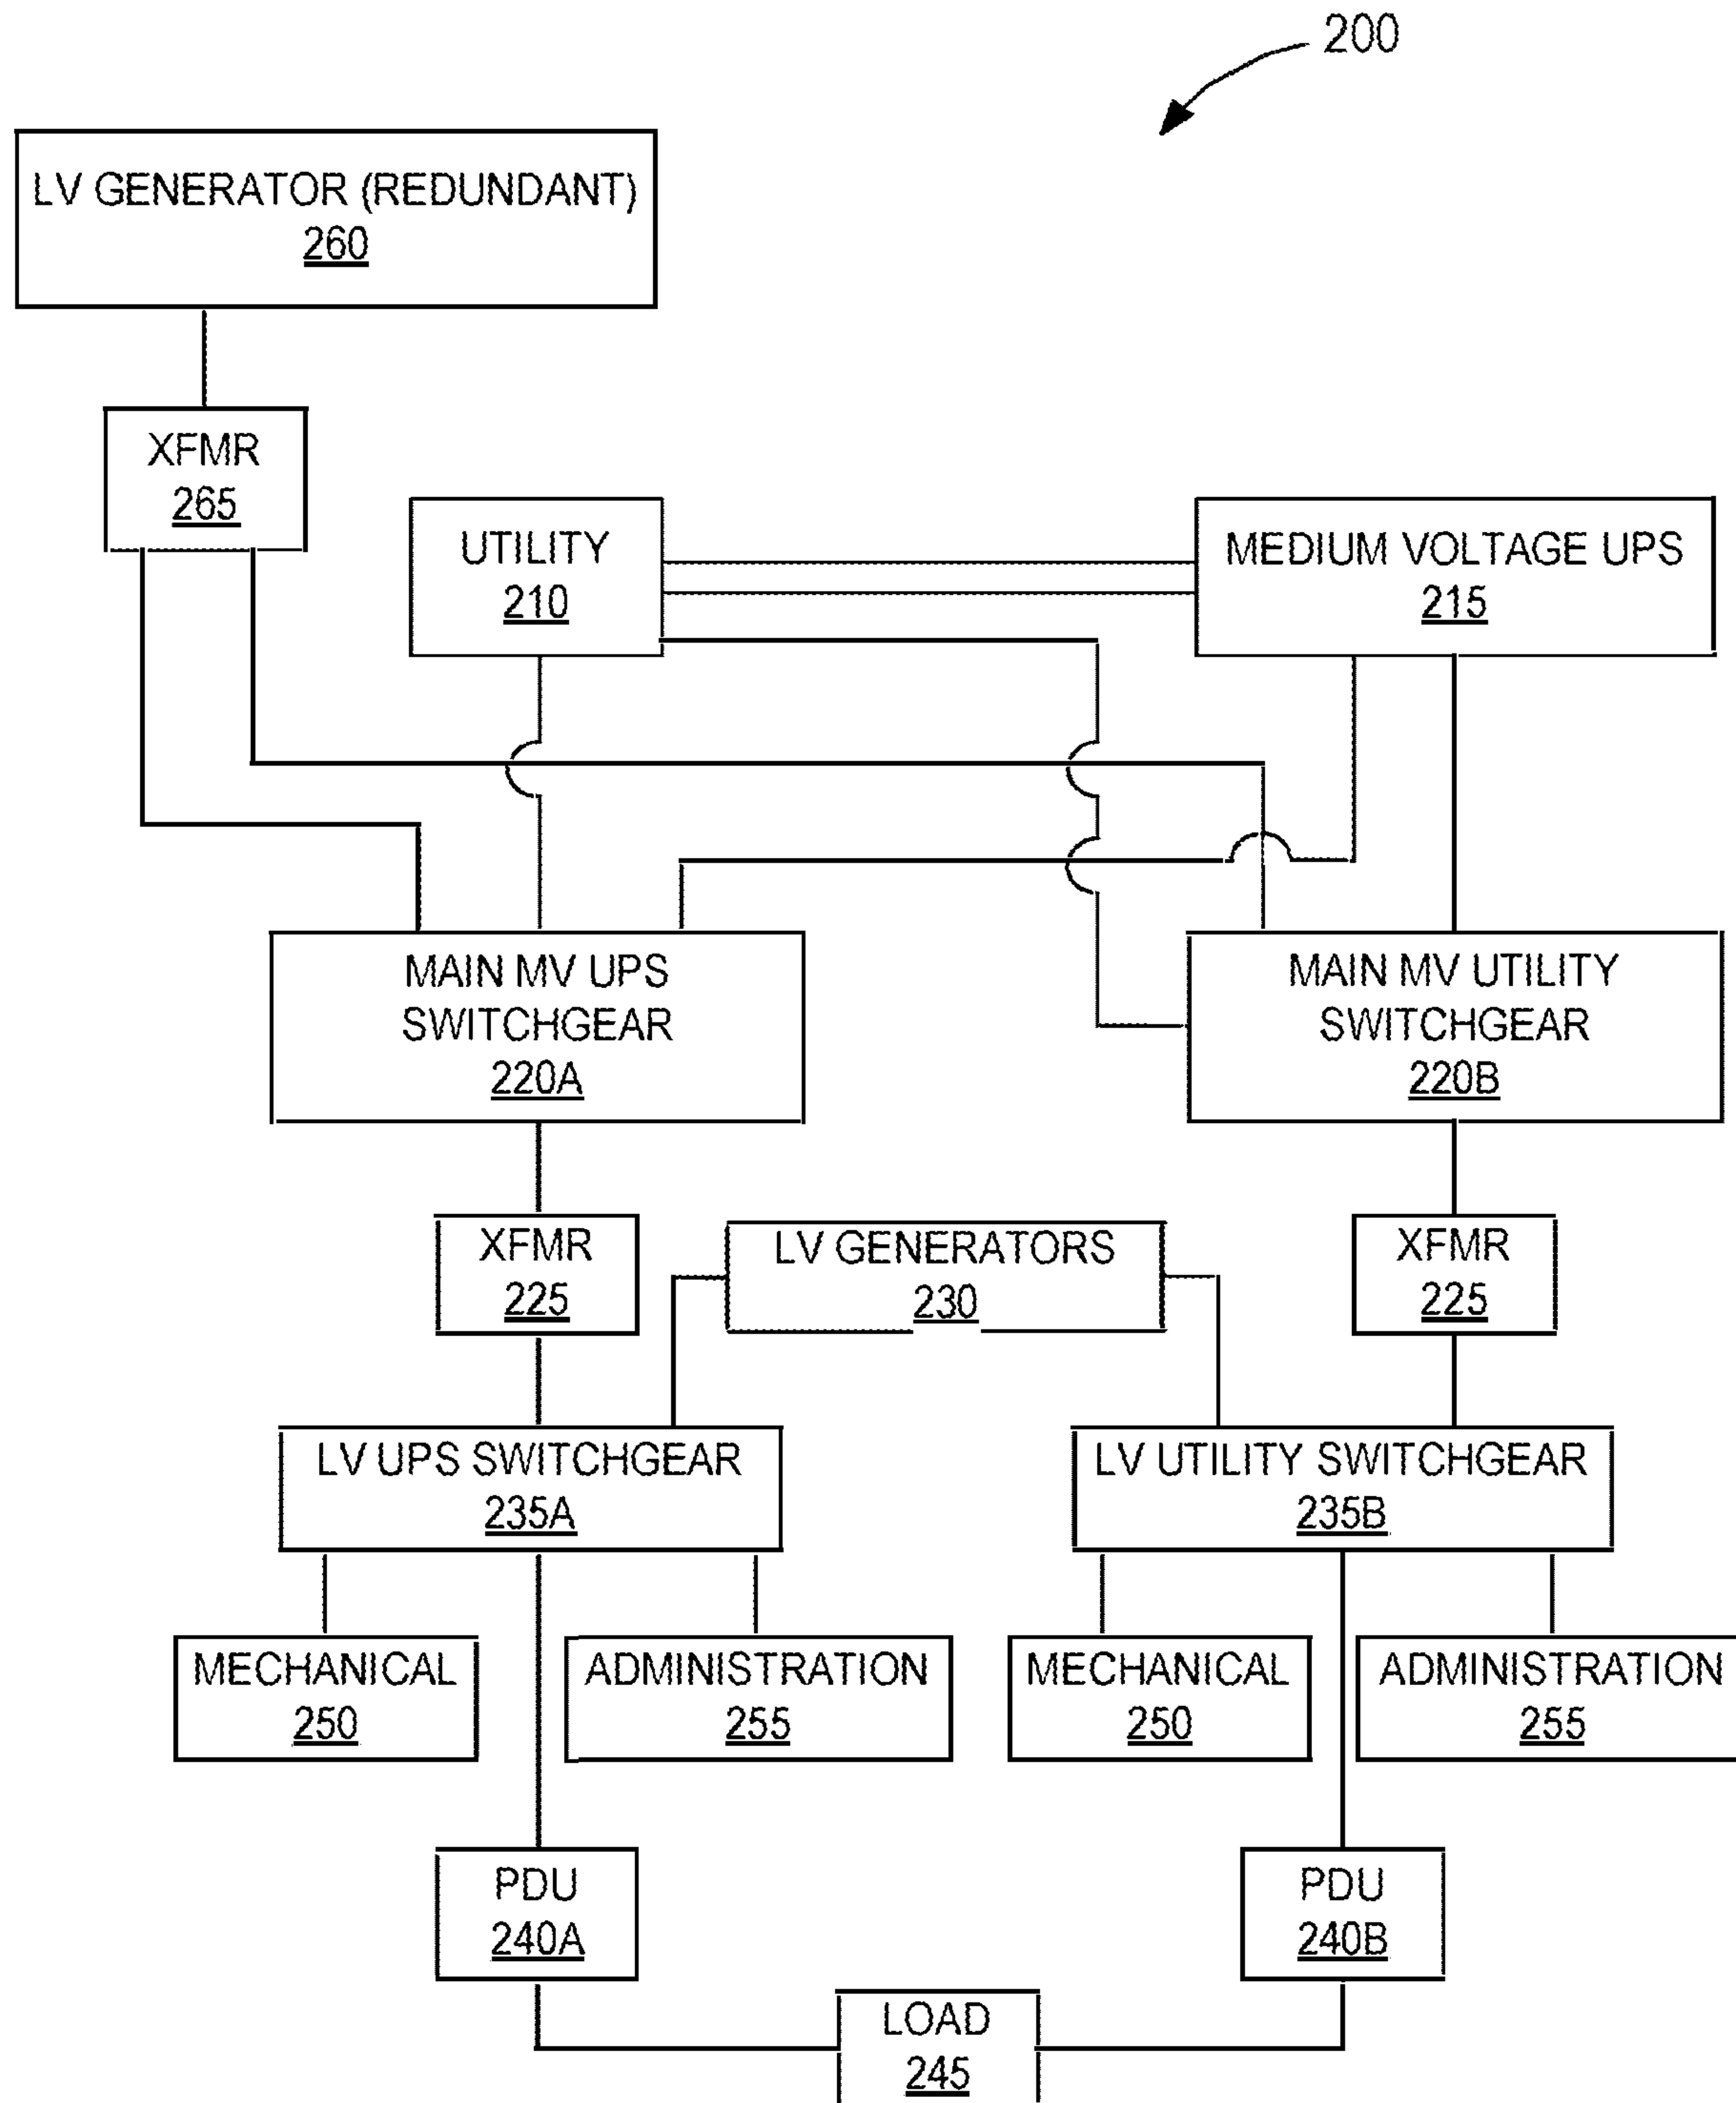 200
LV GENERATOR (REDUNDANT)
260
XFMR
265
UTILITY
210
MEDIUM VOLTAGE UPS
215
MAIN MV UPS
SWITCHGEAR
220A
MAIN MV UTILITY
SWITCHGEAR
220B
XFMR
225
LV GENERATORS
230
XFMR
225
LV UPS SWITCHGEAR
235A
LV UTILITY SWITCHGEAR
235B
MECHANICAL
250
ADMINISTRATION
255
MECHANICAL
250
ADMINISTRATION
255
PDU
240A
PDU
240B
LOAD
245